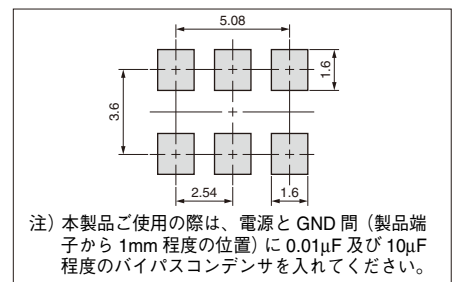 5.08
1.6
3.6
2.54
1.6
注）本製品ご使用の際は、電源と GND 間（製品端
子から 1mm 程度の位置）に 0.01μF 及び 10μF
程度のバイパスコンデンサを入れてください。